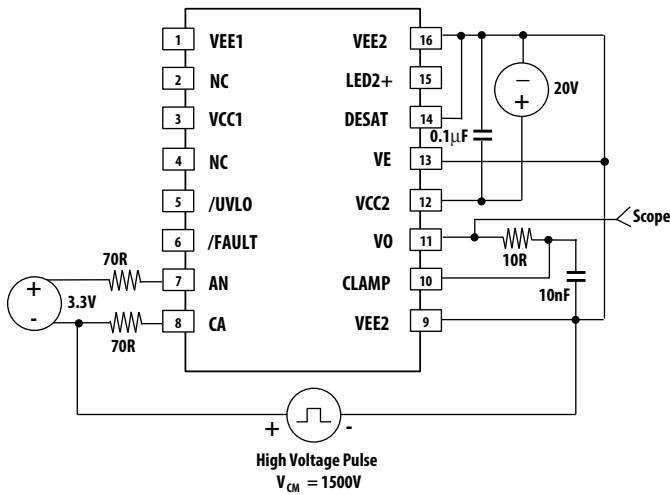 1 VEE1 VEE2 16
2 NC LED2+ 15
3 VCC1 DESAT 14
0.1µF
− + 20V
4 NC VE 13
5 /UVLO VCC2 12
Scope
6 /FAULT VO 11
10R
70R
7 AN CLAMP 10
10nF
+ - 3.3V
8 CA VEE2 9
70R
+ -
High Voltage Pulse
V_CM = 1500V